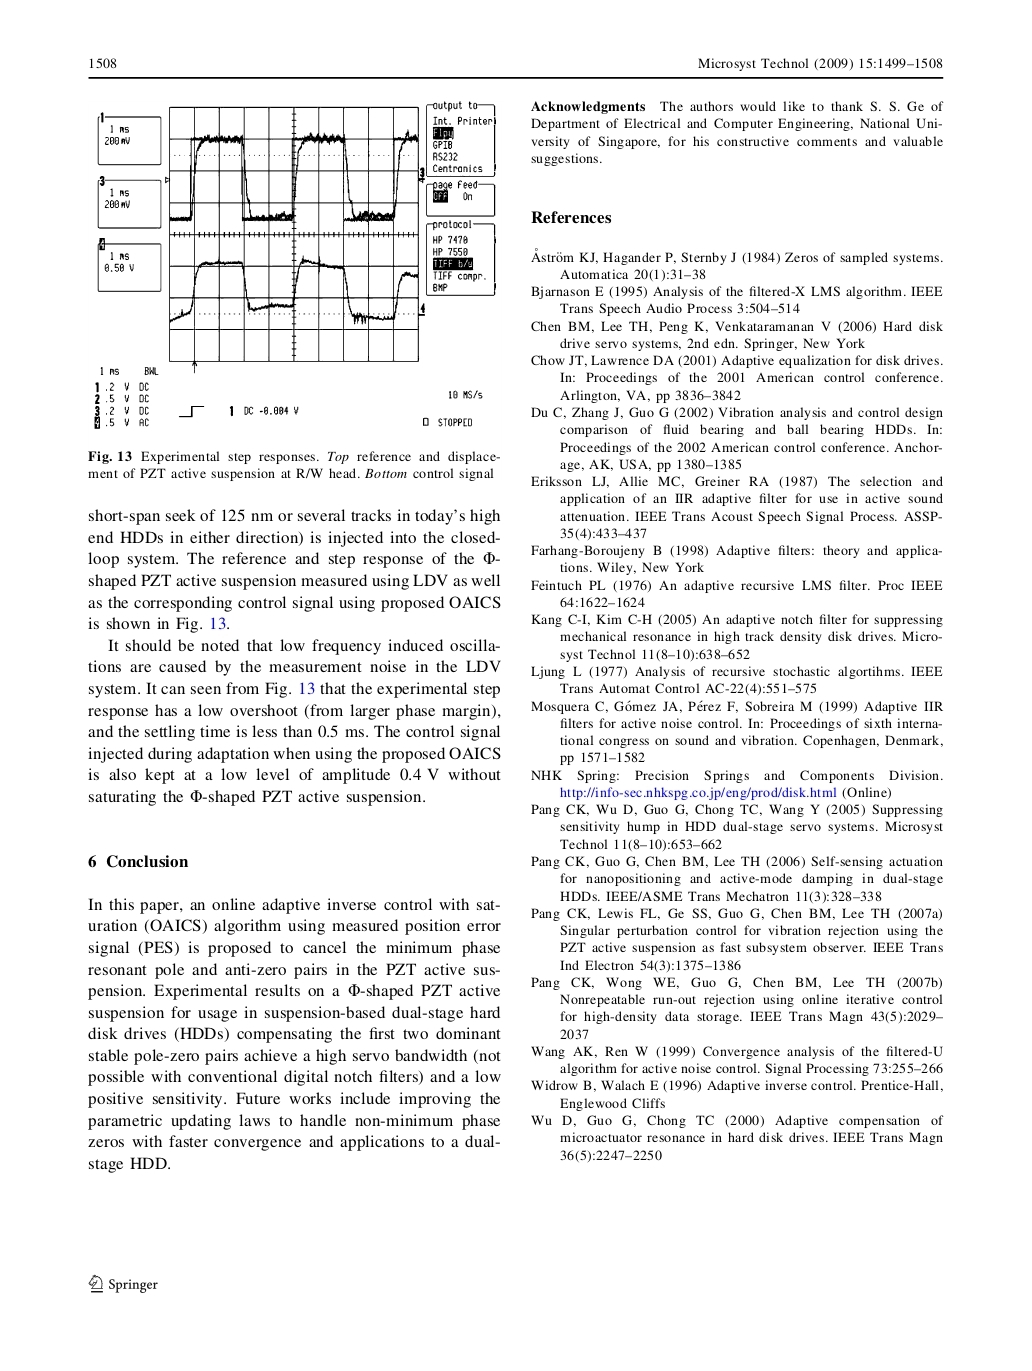 1508
Microsyst Technol (2009) 15:1499–1508
1
1 ms
200mV
3
1 ms
200mV
4
1 ms
0.50 V
output to
Int. Printer
Flpy
GPIB
RS232
Centronics
page feed
Off On
protocol
HP 7470
HP 7550
TIFF b/w
TIFF compr.
BMP
3
4
1 ms BWL
1 .2 V DC
2 .5 V DC
3 .2 V DC
4 .5 V AC
1 DC -0.004 V
10 MS/s
STOPPED
Fig. 13 Experimental step responses. Top reference and displace-
ment of PZT active suspension at R/W head. Bottom control signal
short-span seek of 125 nm or several tracks in today's high
end HDDs in either direction) is injected into the closed-
loop system. The reference and step response of the Φ-
shaped PZT active suspension measured using LDV as well
as the corresponding control signal using proposed OAICS
is shown in Fig. 13.
It should be noted that low frequency induced oscilla-
tions are caused by the measurement noise in the LDV
system. It can seen from Fig. 13 that the experimental step
response has a low overshoot (from larger phase margin),
and the settling time is less than 0.5 ms. The control signal
injected during adaptation when using the proposed OAICS
is also kept at a low level of amplitude 0.4 V without
saturating the Φ-shaped PZT active suspension.
6 Conclusion
In this paper, an online adaptive inverse control with sat-
uration (OAICS) algorithm using measured position error
signal (PES) is proposed to cancel the minimum phase
resonant pole and anti-zero pairs in the PZT active sus-
pension. Experimental results on a Φ-shaped PZT active
suspension for usage in suspension-based dual-stage hard
disk drives (HDDs) compensating the first two dominant
stable pole-zero pairs achieve a high servo bandwidth (not
possible with conventional digital notch filters) and a low
positive sensitivity. Future works include improving the
parametric updating laws to handle non-minimum phase
zeros with faster convergence and applications to a dual-
stage HDD.
Acknowledgments The authors would like to thank S. S. Ge of
Department of Electrical and Computer Engineering, National Uni-
versity of Singapore, for his constructive comments and valuable
suggestions.
References
Åström KJ, Hagander P, Sternby J (1984) Zeros of sampled systems.
Automatica 20(1):31–38
Bjarnason E (1995) Analysis of the filtered-X LMS algorithm. IEEE
Trans Speech Audio Process 3:504–514
Chen BM, Lee TH, Peng K, Venkataramanan V (2006) Hard disk
drive servo systems, 2nd edn. Springer, New York
Chow JT, Lawrence DA (2001) Adaptive equalization for disk drives.
In: Proceedings of the 2001 American control conference.
Arlington, VA, pp 3836–3842
Du C, Zhang J, Guo G (2002) Vibration analysis and control design
comparison of fluid bearing and ball bearing HDDs. In:
Proceedings of the 2002 American control conference. Anchor-
age, AK, USA, pp 1380–1385
Eriksson LJ, Allie MC, Greiner RA (1987) The selection and
application of an IIR adaptive filter for use in active sound
attenuation. IEEE Trans Acoust Speech Signal Process. ASSP-
35(4):433–437
Farhang-Boroujeny B (1998) Adaptive filters: theory and applica-
tions. Wiley, New York
Feintuch PL (1976) An adaptive recursive LMS filter. Proc IEEE
64:1622–1624
Kang C-I, Kim C-H (2005) An adaptive notch filter for suppressing
mechanical resonance in high track density disk drives. Micro-
syst Technol 11(8–10):638–652
Ljung L (1977) Analysis of recursive stochastic algortihms. IEEE
Trans Automat Control AC-22(4):551–575
Mosquera C, Gómez JA, Pérez F, Sobreira M (1999) Adaptive IIR
filters for active noise control. In: Proceedings of sixth interna-
tional congress on sound and vibration. Copenhagen, Denmark,
pp 1571–1582
NHK Spring: Precision Springs and Components Division.
http://info-sec.nhkspg.co.jp/eng/prod/disk.html (Online)
Pang CK, Wu D, Guo G, Chong TC, Wang Y (2005) Suppressing
sensitivity hump in HDD dual-stage servo systems. Microsyst
Technol 11(8–10):653–662
Pang CK, Guo G, Chen BM, Lee TH (2006) Self-sensing actuation
for nanopositioning and active-mode damping in dual-stage
HDDs. IEEE/ASME Trans Mechatron 11(3):328–338
Pang CK, Lewis FL, Ge SS, Guo G, Chen BM, Lee TH (2007a)
Singular perturbation control for vibration rejection using the
PZT active suspension as fast subsystem observer. IEEE Trans
Ind Electron 54(3):1375–1386
Pang CK, Wong WE, Guo G, Chen BM, Lee TH (2007b)
Nonrepeatable run-out rejection using online iterative control
for high-density data storage. IEEE Trans Magn 43(5):2029–
2037
Wang AK, Ren W (1999) Convergence analysis of the filtered-U
algorithm for active noise control. Signal Processing 73:255–266
Widrow B, Walach E (1996) Adaptive inverse control. Prentice-Hall,
Englewood Cliffs
Wu D, Guo G, Chong TC (2000) Adaptive compensation of
microactuator resonance in hard disk drives. IEEE Trans Magn
36(5):2247–2250
Springer